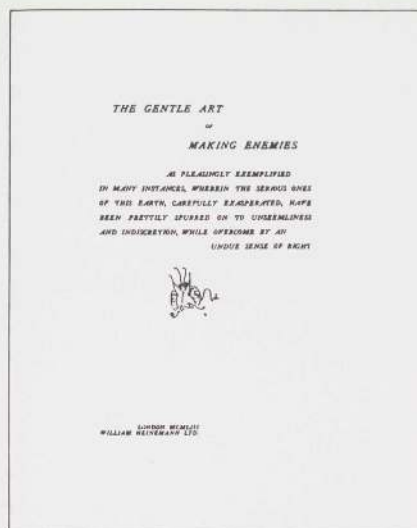 THE GENTLE ART
OF
MAKING ENEMIES
AS PLEASINGLY EXEMPLIFIED
IN MANY INSTANCES, WHEREIN THE SERIOUS ONES
OF THIS EARTH, CAREFULLY EXASPERATED, HAVE
BEEN PRETTILY SPURRED ON TO UNSEEMLINESS
AND INDISCRETION, WHILE OVERCOME BY AN
UNDUE SENSE OF RIGHT
LONDON MCMLIII
WILLIAM HEINEMANN LTD